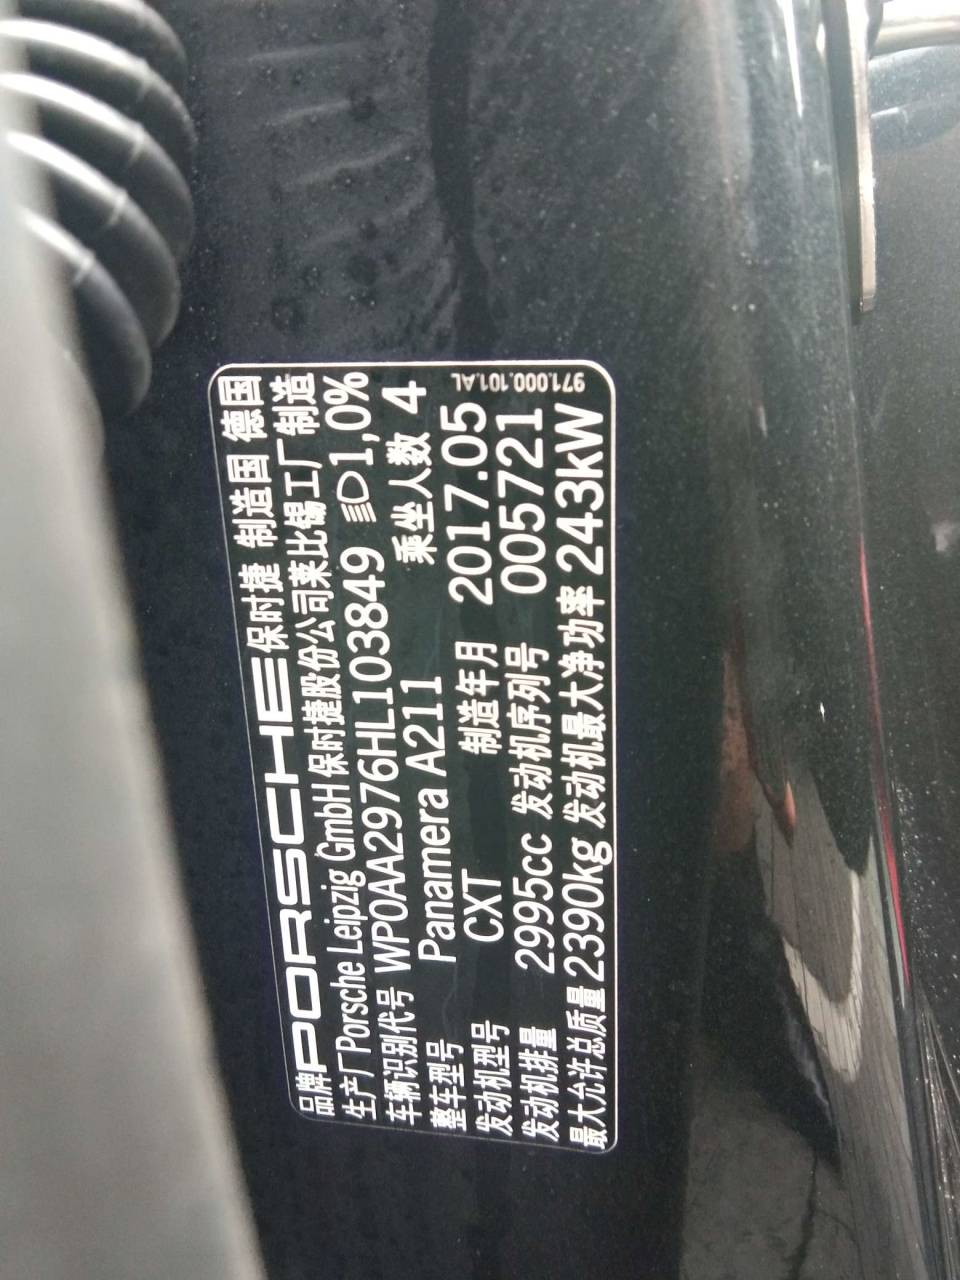 品牌 PORSCHE 保时捷 制造国 德国
生产厂 Porsche Leipzig GmbH 保时捷股份公司莱比锡工厂制造
车辆识别代号 WP0AA2976HL103849 1,0%
整车型号 Panamera A211 乘坐人数 4
发动机型号 CXT 制造年月 2017.05
发动机排量 2995cc 发动机序列号 005721
最大允许总质量 2390kg 发动机最大净功率 243kW
971.000.101.AL